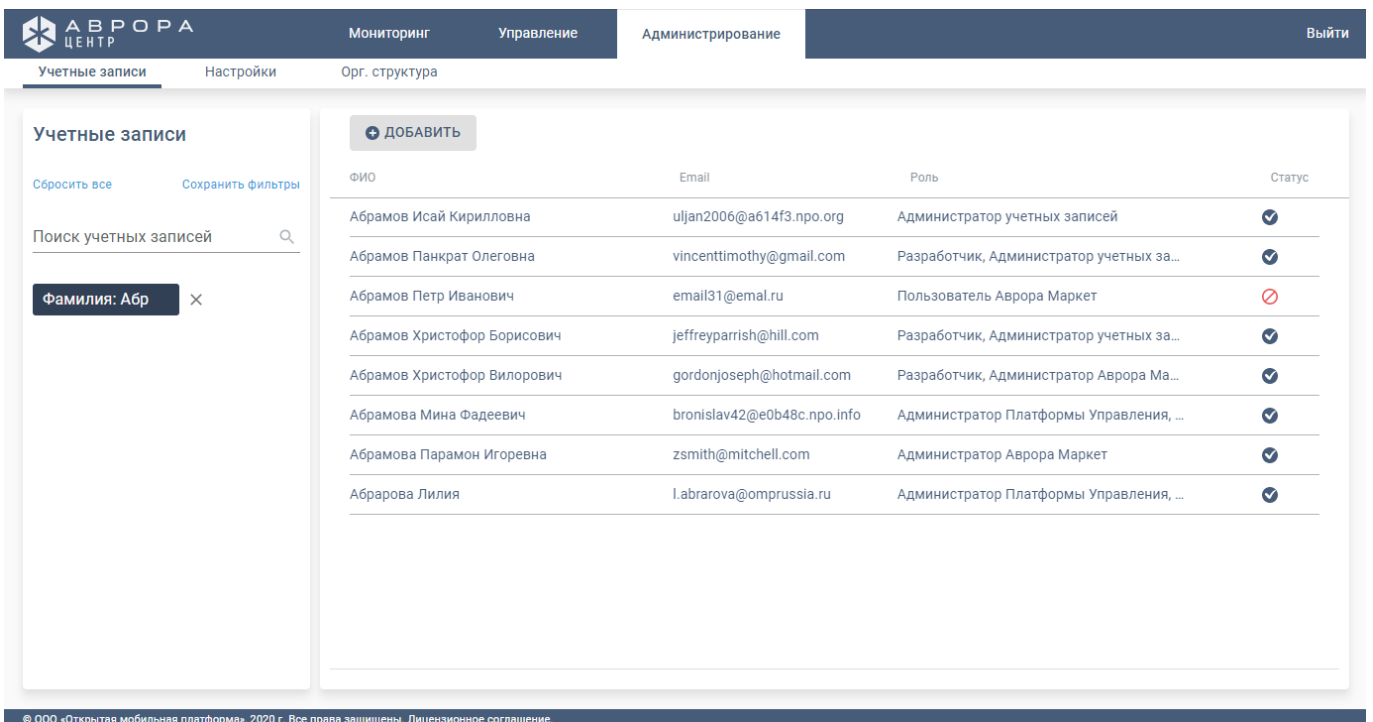 АВРОРА
ЦЕНТР
Мониторинг Управление Администрирование Выйти
Учетные записи Настройки Орг. структура
Учетные записи
ДОБАВИТЬ
Сбросить все Сохранить фильтры
Поиск учетных записей
Фамилия: Абр
ФИО Email Роль Статус
Абрамов Исай Кирилловна uljan2006@a614f3.npo.org Администратор учетных записей
Абрамов Панкрат Олеговна vincenttimothy@gmail.com Разработчик, Администратор учетных за...
Абрамов Петр Иванович email31@emal.ru Пользователь Аврора Маркет
Абрамов Христофор Борисович jeffreyparrish@hill.com Разработчик, Администратор учетных за...
Абрамов Христофор Вилорович gordonjoseph@hotmail.com Разработчик, Администратор Аврора Ма...
Абрамова Мина Фадеевич bronislav42@e0b48c.npo.info Администратор Платформы Управления, ...
Абрамова Парамон Игоревна zsmith@mitchell.com Администратор Аврора Маркет
Абрарова Лилия l.abrarova@omprussia.ru Администратор Платформы Управления, ...
© ООО «Открытая мобильная платформа», 2020 г. Все права защищены. Лицензионное соглашение.